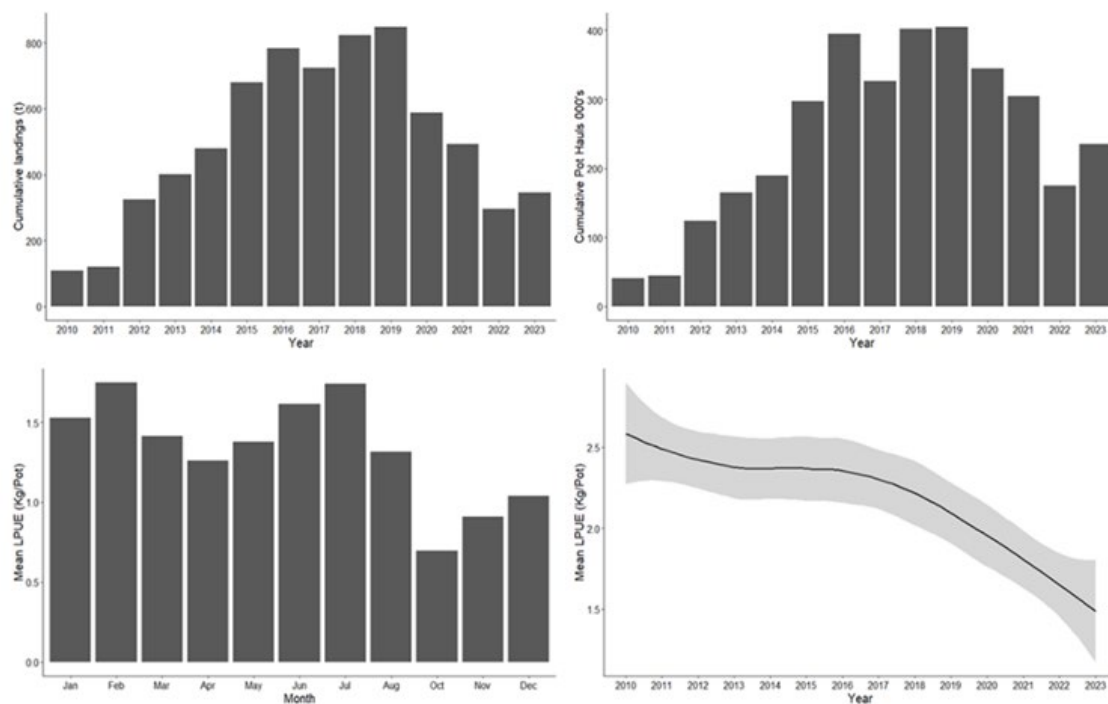 Cumulative landings (t)
800
600
400
200
0
2010 2011 2012 2013 2014 2015 2016 2017 2018 2019 2020 2021 2022 2023
Year
Cumulative Pot Hauls 000's
400
300
200
100
0
2010 2011 2012 2013 2014 2015 2016 2017 2018 2019 2020 2021 2022 2023
Year
Mean LPUE (Kg/Pot)
1.5
1.0
0.5
0.0
Jan Feb Mar Apr May Jun Jul Aug Oct Nov Dec
Month
Mean LPUE (Kg/Pot)
2.5
2.0
1.5
2010 2011 2012 2013 2014 2015 2016 2017 2018 2019 2020 2021 2022 2023
Year